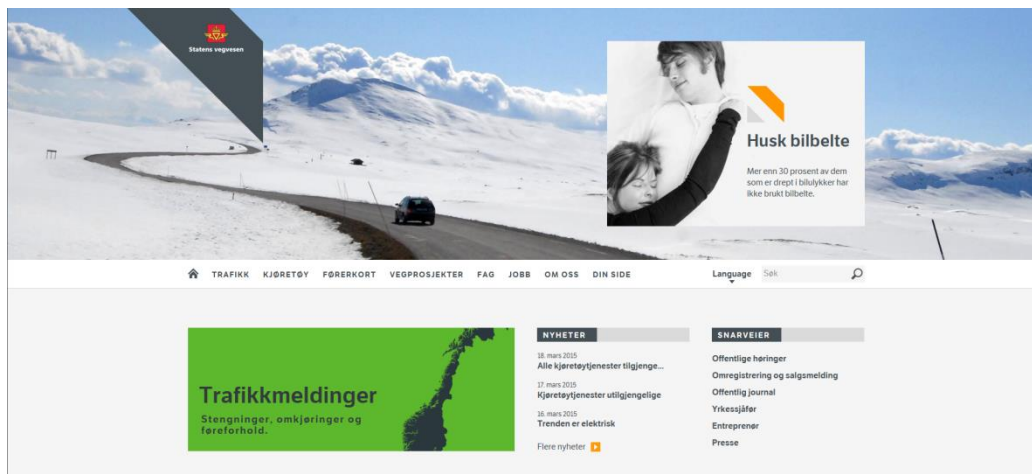 Statens vegvesen
Husk bilbelte
Mer enn 30 prosent av dem
som er drept i bilulykker har
ikke brukt bilbelte.
TRAFIKK KJØRETØY FØRERKORT VEGPROSJEKTER FAG JOBB OM OSS DIN SIDE Language Søk
Trafikkmeldinger
Stengninger, omkjøringer og
føreforhold.
NYHETER
18. mars 2015
Alle kjøretøytjenester tilgjenge...
17. mars 2015
Kjøretøytjenester utilgjengelige
16. mars 2015
Trenden er elektrisk
Flere nyheter
SNARVEIER
Offentlige høringer
Omregistrering og salgsmelding
Offentlig journal
Yrkessjåfør
Entreprenør
Presse